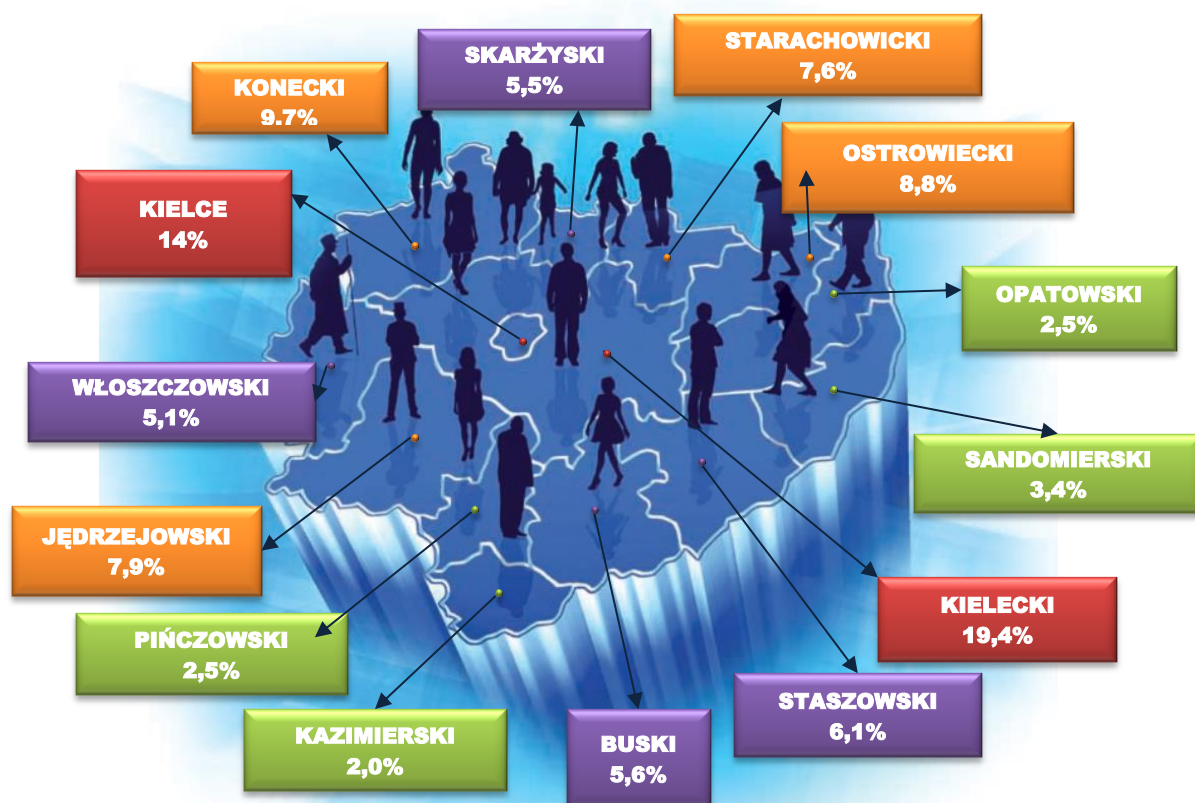 SKARŻYSKI
5,5%
STARACHOWICKI
7,6%
KONECKI
9.7%
OSTROWIECKI
8,8%
KIELCE
14%
OPATOWSKI
2,5%
WŁOSZCZOWSKI
5,1%
SANDOMIERSKI
3,4%
JĘDRZEJOWSKI
7,9%
KIELECKI
19,4%
PIŃCZOWSKI
2,5%
STASZOWSKI
6,1%
KAZIMIERSKI
2,0%
BUSKI
5,6%